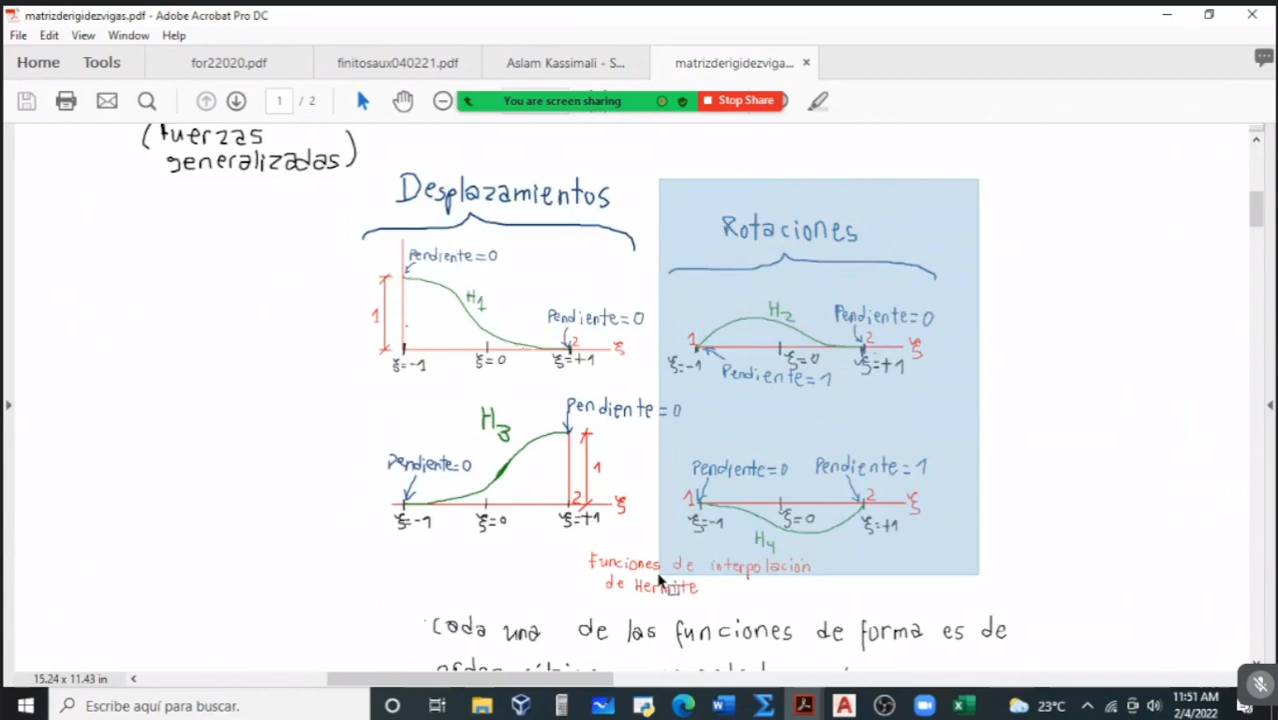 matrizderigidezvigas.pdf - Adobe Acrobat Pro DC
File Edit View Window Help
Home Tools for22020.pdf finitosaux040221.pdf Aslam Kassimali - S... matrizderigidezviga... ×
1 / 2 You are screen sharing Stop Share
(fuerzas
generalizadas)
Desplazamientos
Rotaciones
Pendiente=0
1
H1
Pendiente=0
2
ξ
ξ=-1 ξ=0 ξ=+1
H2
Pendiente=0
1
2
ξ
ξ=-1 ξ=0 ξ=+1
Pendiente=1
H3
Pendiente=0
Pendiente=0
1
2
ξ
ξ=-1 ξ=0 ξ=+1
Pendiente=0 Pendiente=1
1
2
ξ
ξ=-1 ξ=0 ξ=+1
H4
Funciones de interpolación
de Hermite
Cada una de las funciones de forma es de
15.24 x 11.43 in
Escribe aquí para buscar.
23°C
11:51 AM
2/4/2022